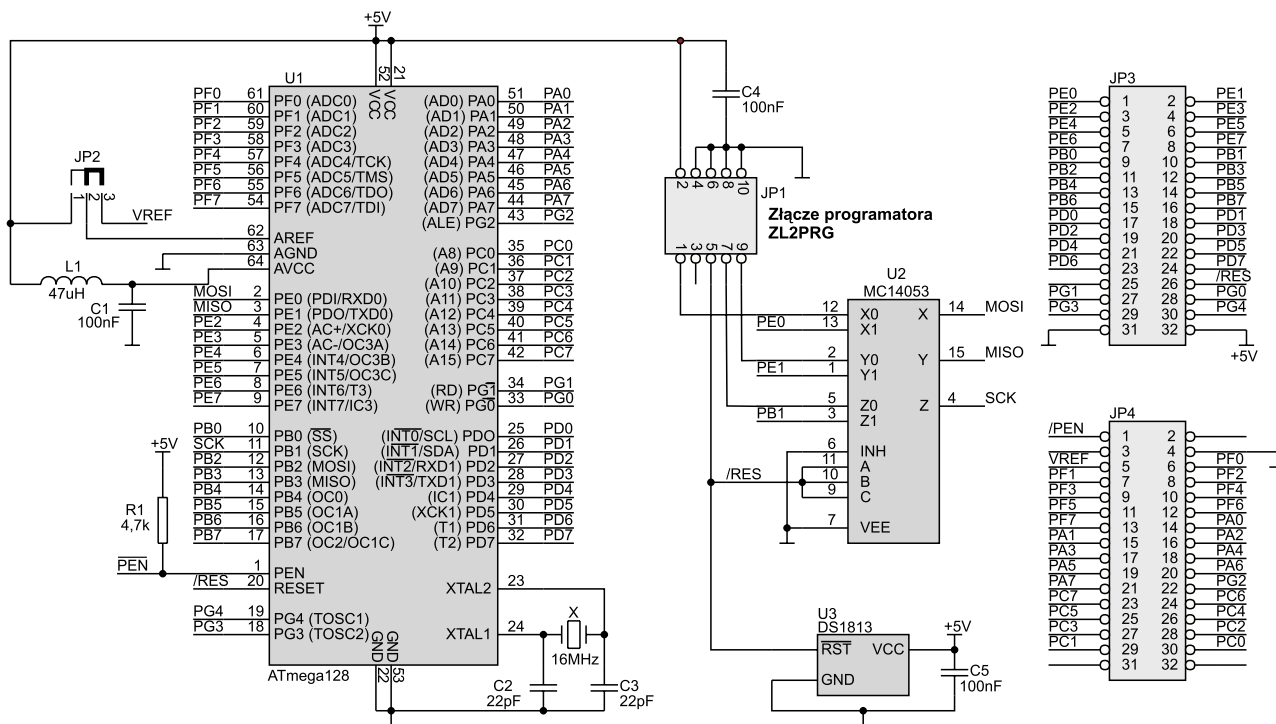 +5V
U1
52 VCC
21 VCC
PF0 61 PF0 (ADC0)
PF1 60 PF1 (ADC1)
PF2 59 PF2 (ADC2)
PF3 58 PF3 (ADC3)
PF4 57 PF4 (ADC4/TCK)
PF5 56 PF5 (ADC5/TMS)
PF6 55 PF6 (ADC6/TDO)
PF7 54 PF7 (ADC7/TDI)
62 AREF
63 AGND
64 AVCC
MOSI 2 PE0 (PDI/RXD0)
MISO 3 PE1 (PDO/TXD0)
PE2 4 PE2 (AC+/XCK0)
PE3 5 PE3 (AC-/OC3A)
PE4 6 PE4 (INT4/OC3B)
PE5 7 PE5 (INT5/OC3C)
PE6 8 PE6 (INT6/T3)
PE7 9 PE7 (INT7/IC3)
PB0 10 PB0 (SS)
SCK 11 PB1 (SCK)
PB2 12 PB2 (MOSI)
PB3 13 PB3 (MISO)
PB4 14 PB4 (OC0)
PB5 15 PB5 (OC1A)
PB6 16 PB6 (OC1B)
PB7 17 PB7 (OC2/OC1C)
PEN 1 PEN
/RES 20 RESET
PG4 19 PG4 (TOSC1)
PG3 18 PG3 (TOSC2)
GND 22
GND 53
ATmega128
(AD0) PA0 51 PA0
(AD1) PA1 50 PA1
(AD2) PA2 49 PA2
(AD3) PA3 48 PA3
(AD4) PA4 47 PA4
(AD5) PA5 46 PA5
(AD6) PA6 45 PA6
(AD7) PA7 44 PA7
(ALE) PG2 43 PG2
(A8) PC0 35 PC0
(A9) PC1 36 PC1
(A10) PC2 37 PC2
(A11) PC3 38 PC3
(A12) PC4 39 PC4
(A13) PC5 40 PC5
(A14) PC6 41 PC6
(A15) PC7 42 PC7
(RD) PG1 34 PG1
(WR) PG0 33 PG0
(INT0/SCL) PDO 25 PD0
(INT1/SDA) PD1 26 PD1
(INT2/RXD1) PD2 27 PD2
(INT3/TXD1) PD3 28 PD3
(IC1) PD4 29 PD4
(XCK1) PD5 30 PD5
(T1) PD6 31 PD6
(T2) PD7 32 PD7
XTAL2 23
XTAL1 24
X
16MHz
C2
22pF
C3
22pF
JP2
1 2 3
VREF
L1
47uH
C1
100nF
+5V
R1
4,7k
C4
100nF
2 4 6 8 10
JP1
1 3 5 7 9
Złącze programatora
ZL2PRG
U2
MC14053
12 X0 X 14 MOSI
PE0 13 X1
2 Y0 Y 15 MISO
PE1 1 Y1
5 Z0 Z 4 SCK
PB1 3 Z1
6 INH
11 A
/RES 10 B
9 C
7 VEE
U3
DS1813
RST VCC
GND
+5V
C5
100nF
JP3
PE0 1 2 PE1
PE2 3 4 PE3
PE4 5 6 PE5
PE6 7 8 PE7
PB0 9 10 PB1
PB2 11 12 PB3
PB4 13 14 PB5
PB6 15 16 PB7
PD0 17 18 PD1
PD2 19 20 PD3
PD4 21 22 PD5
PD6 23 24 PD7
25 26 /RES
PG1 27 28 PG0
PG3 29 30 PG4
31 32
+5V
JP4
/PEN 1 2
3 4
VREF 5 6 PF0
PF1 7 8 PF2
PF3 9 10 PF4
PF5 11 12 PF6
PF7 13 14 PA0
PA1 15 16 PA2
PA3 17 18 PA4
PA5 19 20 PA6
PA7 21 22 PG2
PC7 23 24 PC6
PC5 25 26 PC4
PC3 27 28 PC2
PC1 29 30 PC0
31 32